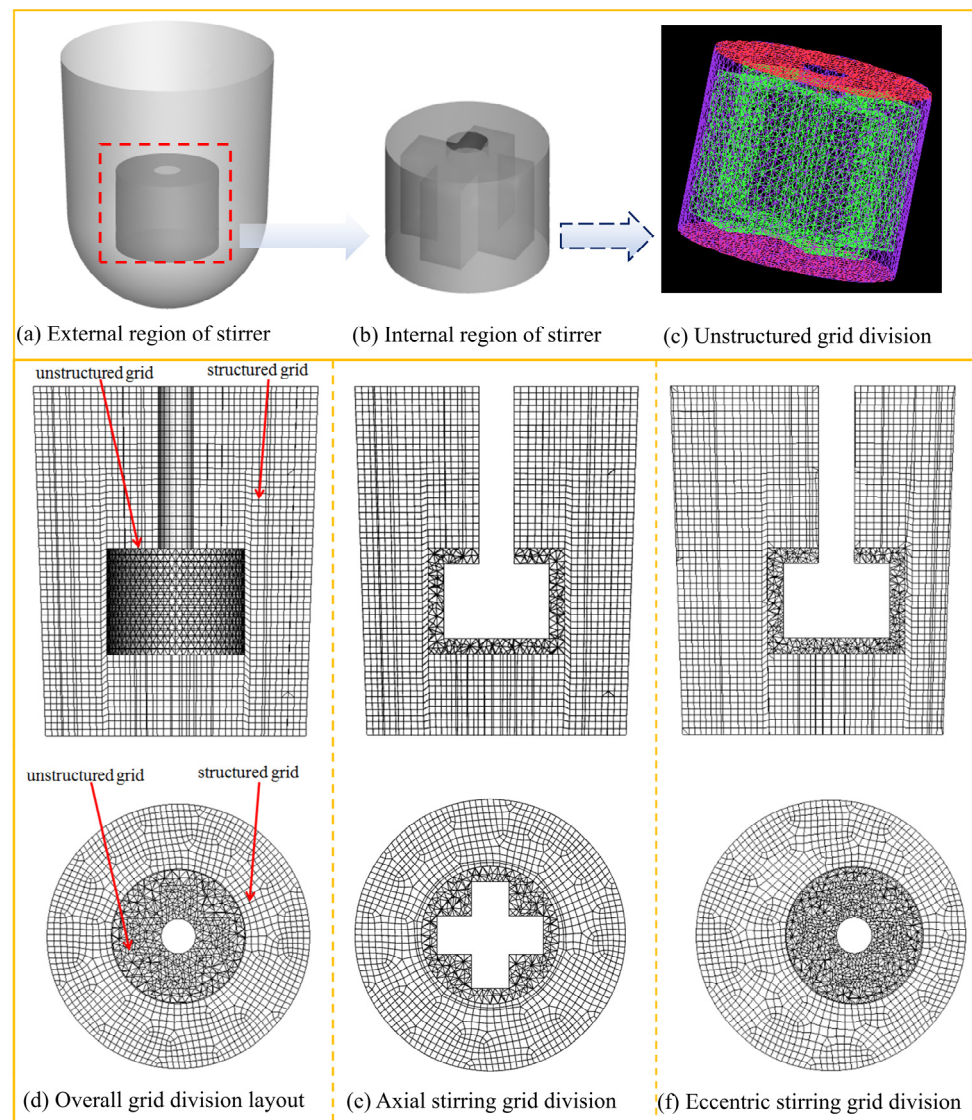 (a) External region of stirrer
(b) Internal region of stirrer
(c) Unstructured grid division
unstructured grid
structured grid
unstructured grid
structured grid
(d) Overall grid division layout
(e) Axial stirring grid division
(f) Eccentric stirring grid division